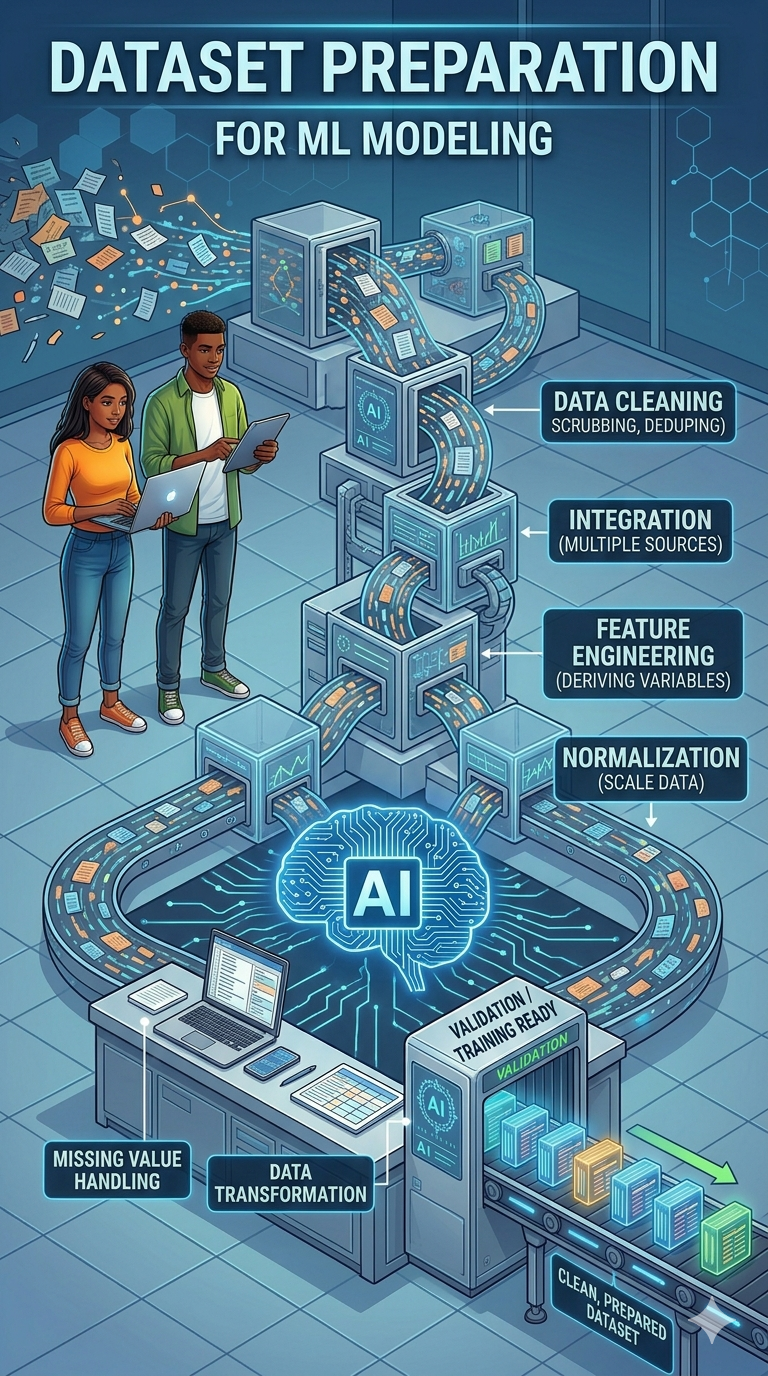 DATASET PREPARATION
FOR ML MODELING
AI
AI
DATA CLEANING
SCRUBBING, DEDUPING)
INTEGRATION
(MULTIPLE SOURCES)
FEATURE
ENGINEERING
(DERIVING VARIABLES)
NORMALIZATION
(SCALE DATA)
AI
VALIDATION /
TRAINING READY
VALIDATION
AI
AI
MISSING VALUE
HANDLING
DATA
TRANSFORMATION
CLEAN, PREPARED
DATASET